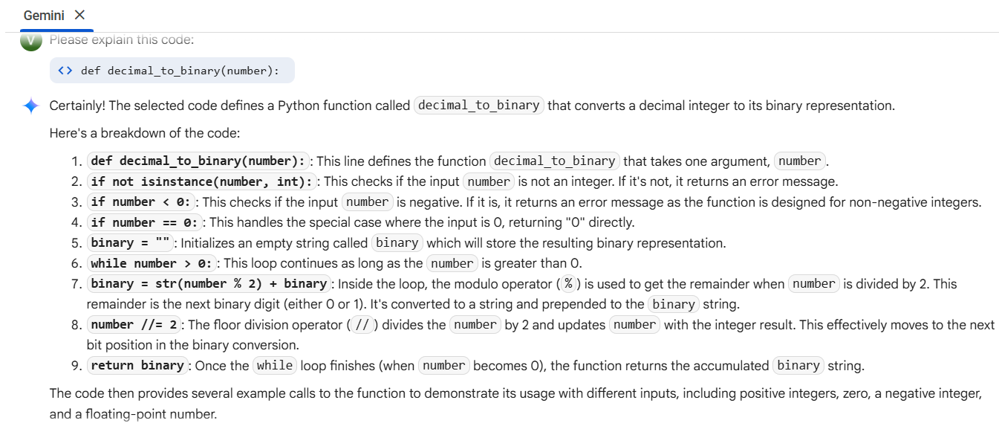 Gemini ×
V Please explain this code:
<> def decimal_to_binary(number):
Certainly! The selected code defines a Python function called decimal_to_binary that converts a decimal integer to its binary representation.
Here's a breakdown of the code:
1. def decimal_to_binary(number): : This line defines the function decimal_to_binary that takes one argument, number .
2. if not isinstance(number, int): : This checks if the input number is not an integer. If it's not, it returns an error message.
3. if number < 0: : This checks if the input number is negative. If it is, it returns an error message as the function is designed for non-negative integers.
4. if number == 0: : This handles the special case where the input is 0, returning "0" directly.
5. binary = "" : Initializes an empty string called binary which will store the resulting binary representation.
6. while number > 0: : This loop continues as long as the number is greater than 0.
7. binary = str(number % 2) + binary : Inside the loop, the modulo operator ( % ) is used to get the remainder when number is divided by 2. This
remainder is the next binary digit (either 0 or 1). It's converted to a string and prepended to the binary string.
8. number //= 2 : The floor division operator ( // ) divides the number by 2 and updates number with the integer result. This effectively moves to the next
bit position in the binary conversion.
9. return binary : Once the while loop finishes (when number becomes 0), the function returns the accumulated binary string.
The code then provides several example calls to the function to demonstrate its usage with different inputs, including positive integers, zero, a negative integer,
and a floating-point number.